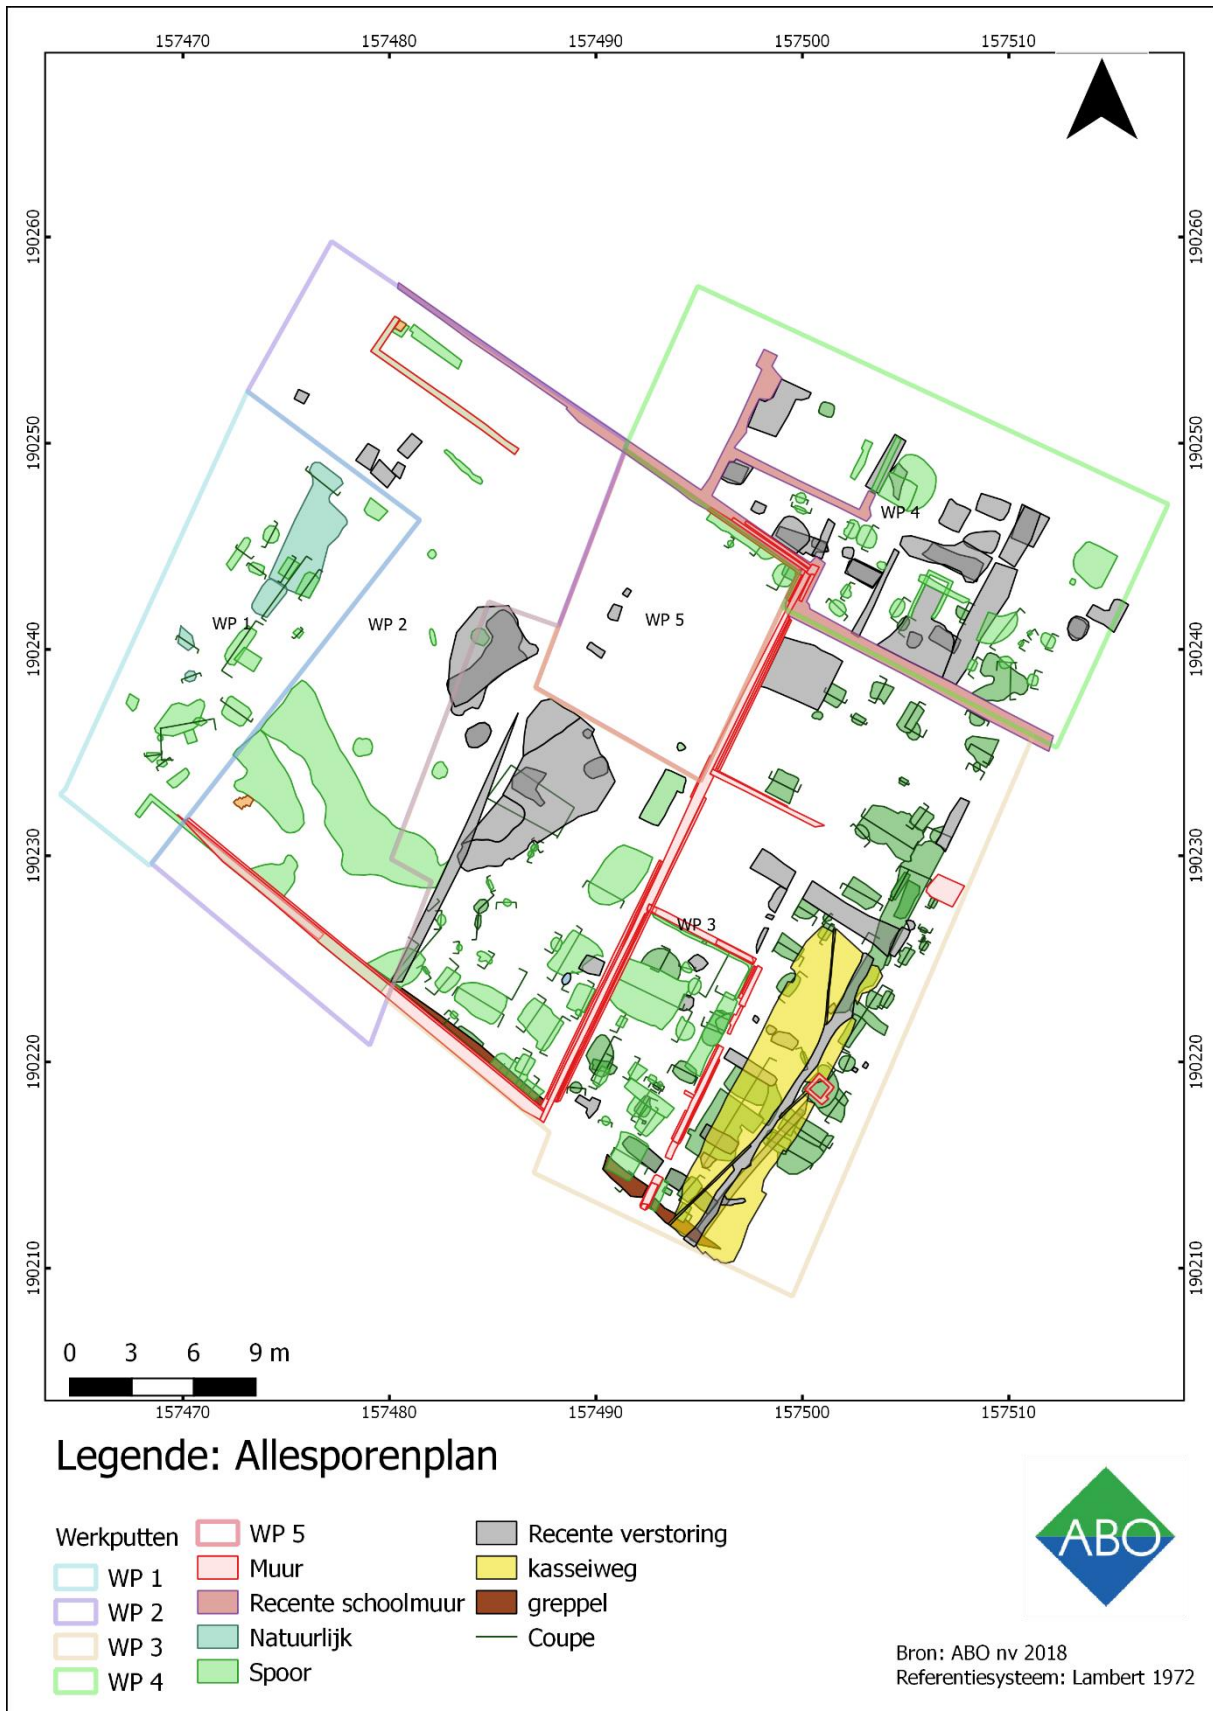 157470 157480 157490 157500 157510
190260 190260
190250 190250
WP 4
WP 1 WP 2 WP 5
190240 190240
190230 190230
WP 3
190220 190220
190210 190210
0 3 6 9 m
157470 157480 157490 157500 157510
Legende: Allesporenplan
Werkputten
WP 1
WP 2
WP 3
WP 4
WP 5
Muur
Recente schoolmuur
Natuurlijk
Spoor
Recente verstoring
kasseiweg
greppel
Coupe
ABO
Bron: ABO nv 2018
Referentiesysteem: Lambert 1972